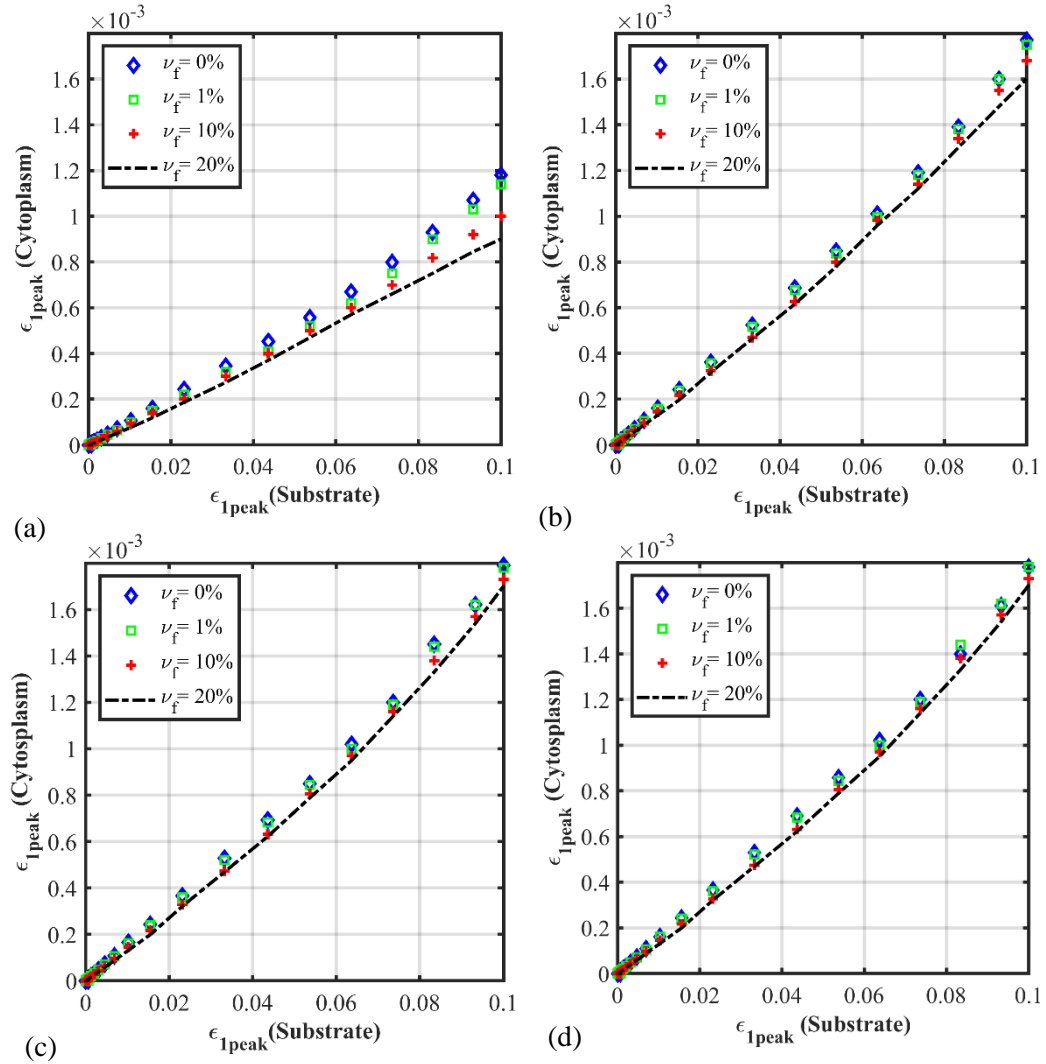 ×10⁻³
ν_f= 0%
ν_f= 1%
ν_f= 10%
ν_f= 20%
1.6
1.4
1.2
1
0.8
0.6
0.4
0.2
0
0 0.02 0.04 0.06 0.08 0.1
ϵ_1peak (Cytoplasm)
ϵ_1peak(Substrate)
(a)
ν_f= 0%
ν_f= 1%
ν_f= 10%
ν_f= 20%
1.6
1.4
1.2
1
0.8
0.6
0.4
0.2
0
0 0.02 0.04 0.06 0.08 0.1
ϵ_1peak (Cytoplasm)
ϵ_1peak(Substrate)
(b)
×10⁻³
ν_f= 0%
ν_f= 1%
ν_f= 10%
ν_f= 20%
1.6
1.4
1.2
1
0.8
0.6
0.4
0.2
0
0 0.02 0.04 0.06 0.08 0.1
ϵ_1peak (Cytosplasm)
ϵ_1peak(Substrate)
(c)
×10⁻³
ν_f= 0%
ν_f= 1%
ν_f= 10%
ν_f= 20%
1.6
1.4
1.2
1
0.8
0.6
0.4
0.2
0
0 0.02 0.04 0.06 0.08 0.1
ϵ_1peak (Cytosplasm)
ϵ_1peak(Substrate)
(d)
×10⁻³